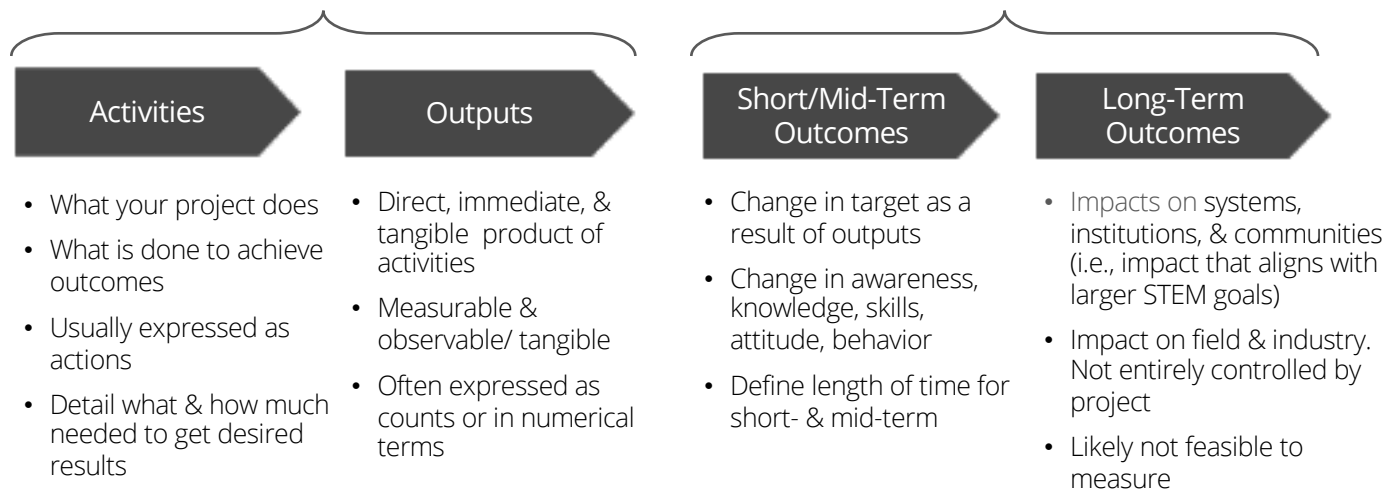 Activities
• What your project does
• What is done to achieve
outcomes
• Usually expressed as
actions
• Detail what & how much
needed to get desired
results
Outputs
• Direct, immediate, &
tangible product of
activities
• Measurable &
observable/ tangible
• Often expressed as
counts or in numerical
terms
Short/Mid-Term
Outcomes
• Change in target as a
result of outputs
• Change in awareness,
knowledge, skills,
attitude, behavior
• Define length of time for
short- & mid-term
Long-Term
Outcomes
• Impacts on systems,
institutions, & communities
(i.e., impact that aligns with
larger STEM goals)
• Impact on field & industry.
Not entirely controlled by
project
• Likely not feasible to
measure